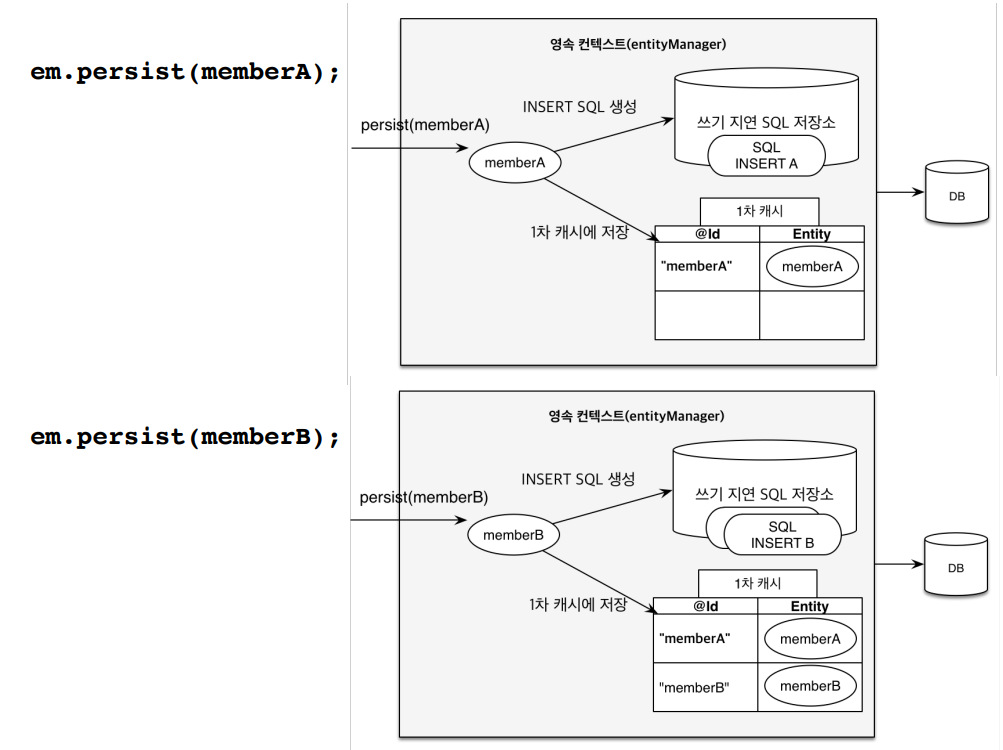 em.persist(memberA);
영속 컨텍스트(entityManager)
INSERT SQL 생성
쓰기 지연 SQL 저장소
persist(memberA)
SQL
INSERT A
memberA
DB
1차 캐시
1차 캐시에 저장
@Id Entity
"memberA" memberA
em.persist(memberB);
영속 컨텍스트(entityManager)
INSERT SQL 생성
쓰기 지연 SQL 저장소
persist(memberB)
SQL
INSERT B
memberB
DB
1차 캐시
1차 캐시에 저장
@Id Entity
"memberA" memberA
"memberB" memberB